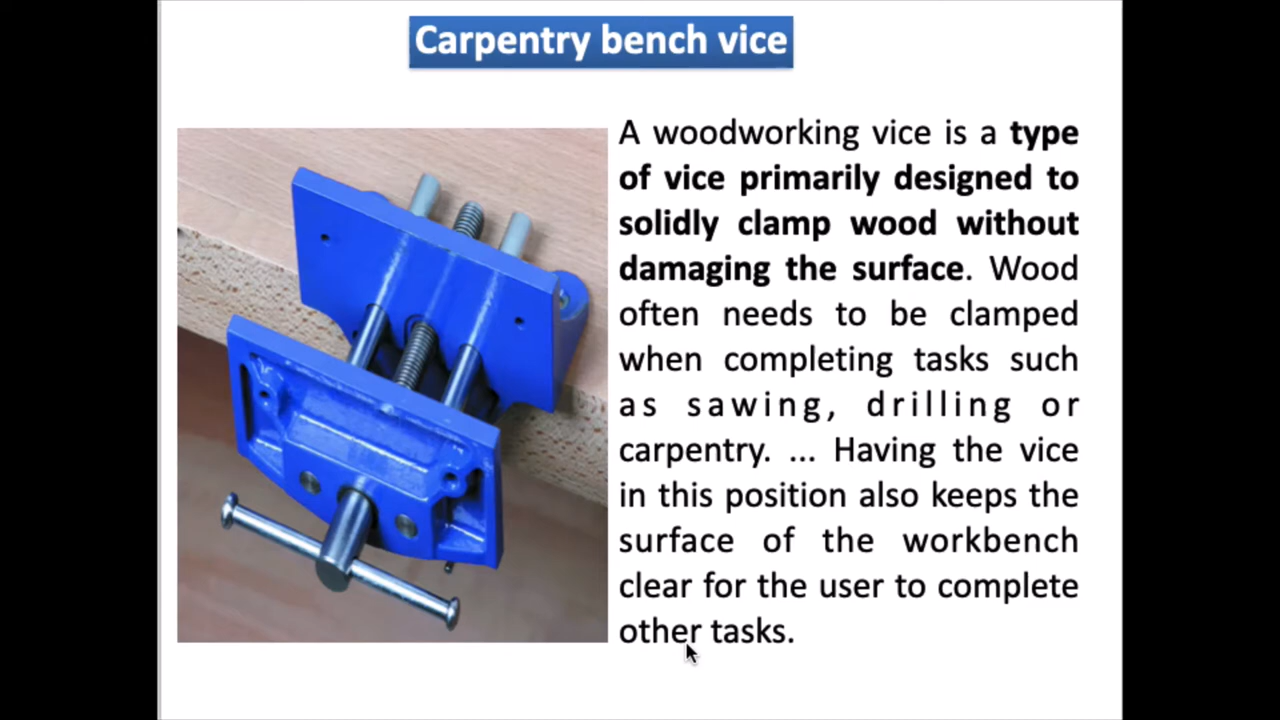 Carpentry bench vice
A woodworking vice is a type
of vice primarily designed to
solidly clamp wood without
damaging the surface. Wood
often needs to be clamped
when completing tasks such
as sawing, drilling or
carpentry. ... Having the vice
in this position also keeps the
surface of the workbench
clear for the user to complete
other tasks.